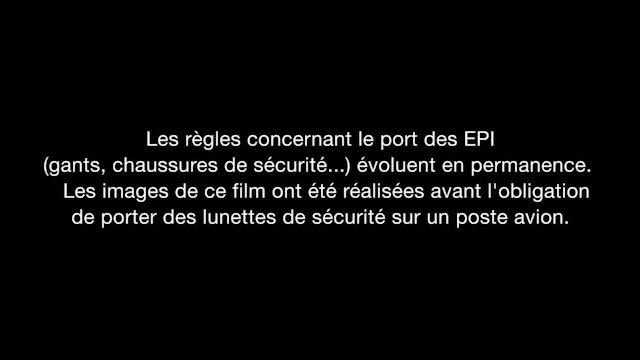 Les règles concernant le port des EPI
(gants, chaussures de sécurité...) évoluent en permanence.
Les images de ce film ont été réalisées avant l'obligation
de porter des lunettes de sécurité sur un poste avion.